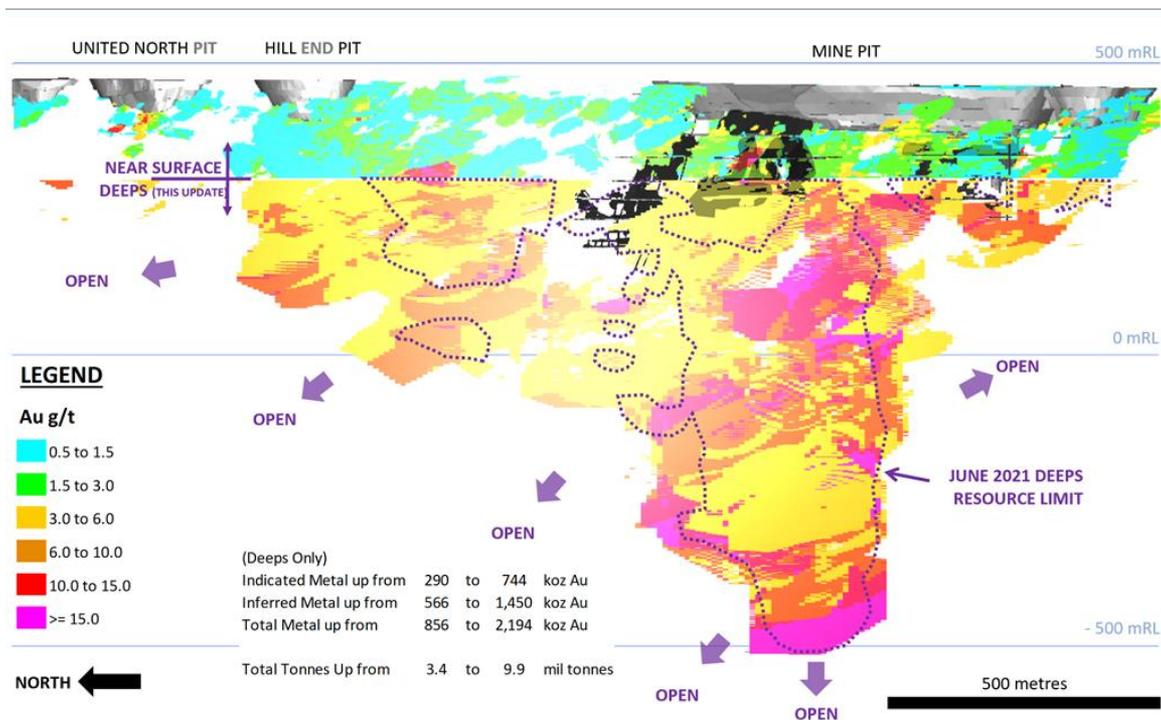 UNITED NORTH PIT
HILL END PIT
MINE PIT
500 mRL
NEAR SURFACE
DEEPS (THIS UPDATE)
OPEN
0 mRL
OPEN
OPEN
LEGEND
Au g/t
0.5 to 1.5
1.5 to 3.0
3.0 to 6.0
6.0 to 10.0
10.0 to 15.0
>= 15.0
JUNE 2021 DEEPS
RESOURCE LIMIT
OPEN
(Deeps Only)
Indicated Metal up from 290 to 744 koz Au
Inferred Metal up from 566 to 1,450 koz Au
Total Metal up from 856 to 2,194 koz Au
Total Tonnes Up from 3.4 to 9.9 mil tonnes
- 500 mRL
NORTH
500 metres
OPEN
OPEN